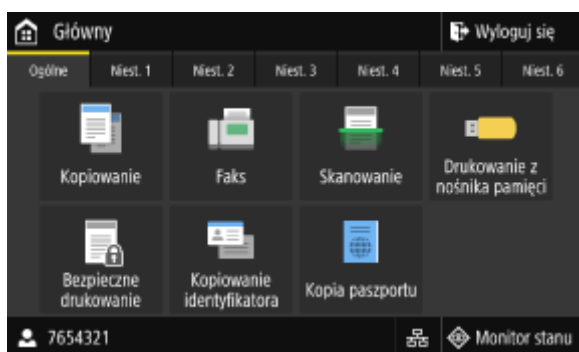 Główny
Wyloguj się
Ogólne Niest. 1 Niest. 2 Niest. 3 Niest. 4 Niest. 5 Niest. 6
Kopiowanie
Faks
Skanowanie
Drukowanie z
nośnika pamięci
Bezpieczne
drukowanie
Kopiowanie
identyfikatora
Kopia paszportu
7654321
Monitor stanu